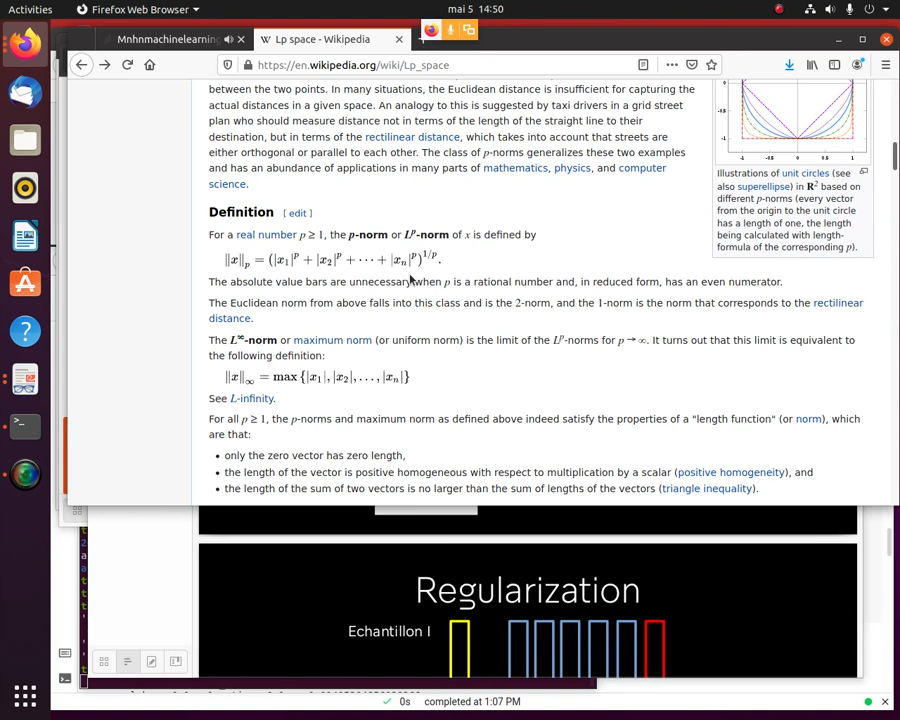 Activities
Firefox Web Browser
mai 5 14:50
Mnhnmachinelearning
W Lp space - Wikipedia
https://en.wikipedia.org/wiki/Lp_space
between the two points. In many situations, the Euclidean distance is insufficient for capturing the
actual distances in a given space. An analogy to this is suggested by taxi drivers in a grid street
plan who should measure distance not in terms of the length of the straight line to their
destination, but in terms of the rectilinear distance, which takes into account that streets are
either orthogonal or parallel to each other. The class of p-norms generalizes these two examples
and has an abundance of applications in many parts of mathematics, physics, and computer
science.
-0.5
-1
-1 -0.5 0.0 0.5 1
Illustrations of unit circles (see
also superellipse) in R² based on
different p-norms (every vector
from the origin to the unit circle
has a length of one, the length
being calculated with length-
formula of the corresponding p).
Definition [ edit ]
For a real number p ≥ 1, the p-norm or Lᵖ-norm of x is defined by
‖x‖ₚ = (|x₁|ᵖ + |x₂|ᵖ + ⋯ + |xₙ|ᵖ)^1/p.
The absolute value bars are unnecessary when p is a rational number and, in reduced form, has an even numerator.
The Euclidean norm from above falls into this class and is the 2-norm, and the 1-norm is the norm that corresponds to the rectilinear
distance.
The L^∞-norm or maximum norm (or uniform norm) is the limit of the Lᵖ-norms for p → ∞. It turns out that this limit is equivalent to
the following definition:
‖x‖∞ = max {|x₁|, |x₂|, …, |xₙ|}
See L-infinity.
For all p ≥ 1, the p-norms and maximum norm as defined above indeed satisfy the properties of a "length function" (or norm), which
are that:
• only the zero vector has zero length,
• the length of the vector is positive homogeneous with respect to multiplication by a scalar (positive homogeneity), and
• the length of the sum of two vectors is no larger than the sum of lengths of the vectors (triangle inequality).
Regularization
Echantillon I
0s completed at 1:07 PM